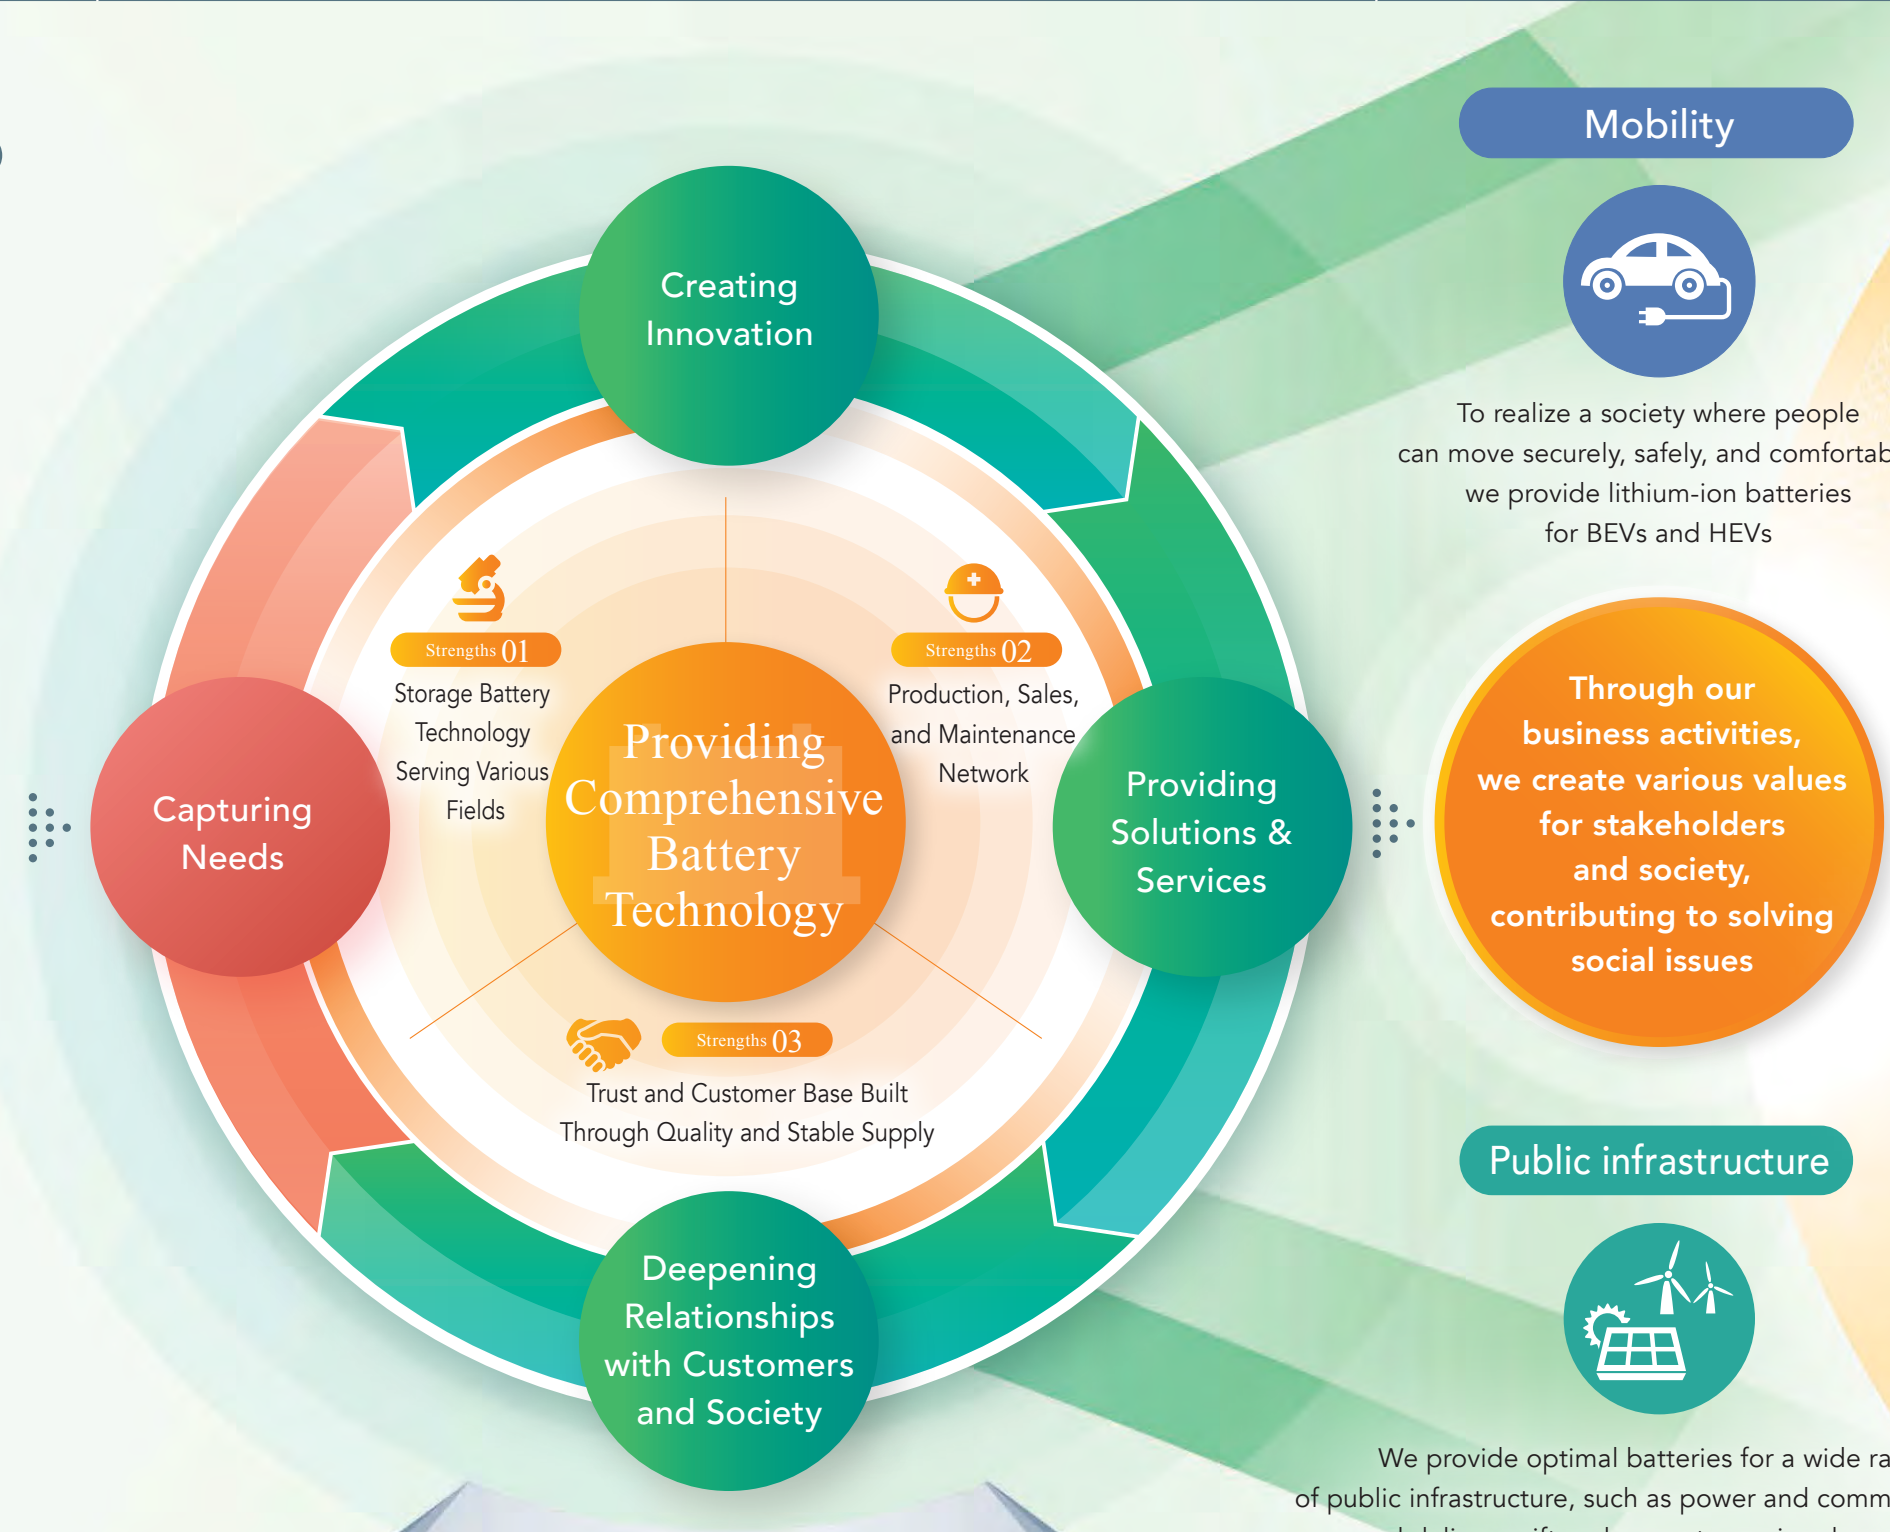 Creating
Innovation
Capturing
Needs
Strengths 01
Storage Battery
Technology
Serving Various
Fields
Strengths 02
Production, Sales,
and Maintenance
Network
Providing
Comprehensive
Battery
Technology
Strengths 03
Trust and Customer Base Built
Through Quality and Stable Supply
Providing
Solutions &
Services
Deepening
Relationships
with Customers
and Society
Mobility
To realize a society where people
can move securely, safely, and
we provide lithium-ion batteries
for BEVs and HEVs
Through our
business activities,
we create various values
for stakeholders
and society,
contributing to solving
social issues
Public infrastructure
We provide optimal batteries for a wide
of public infrastructure, such as power and